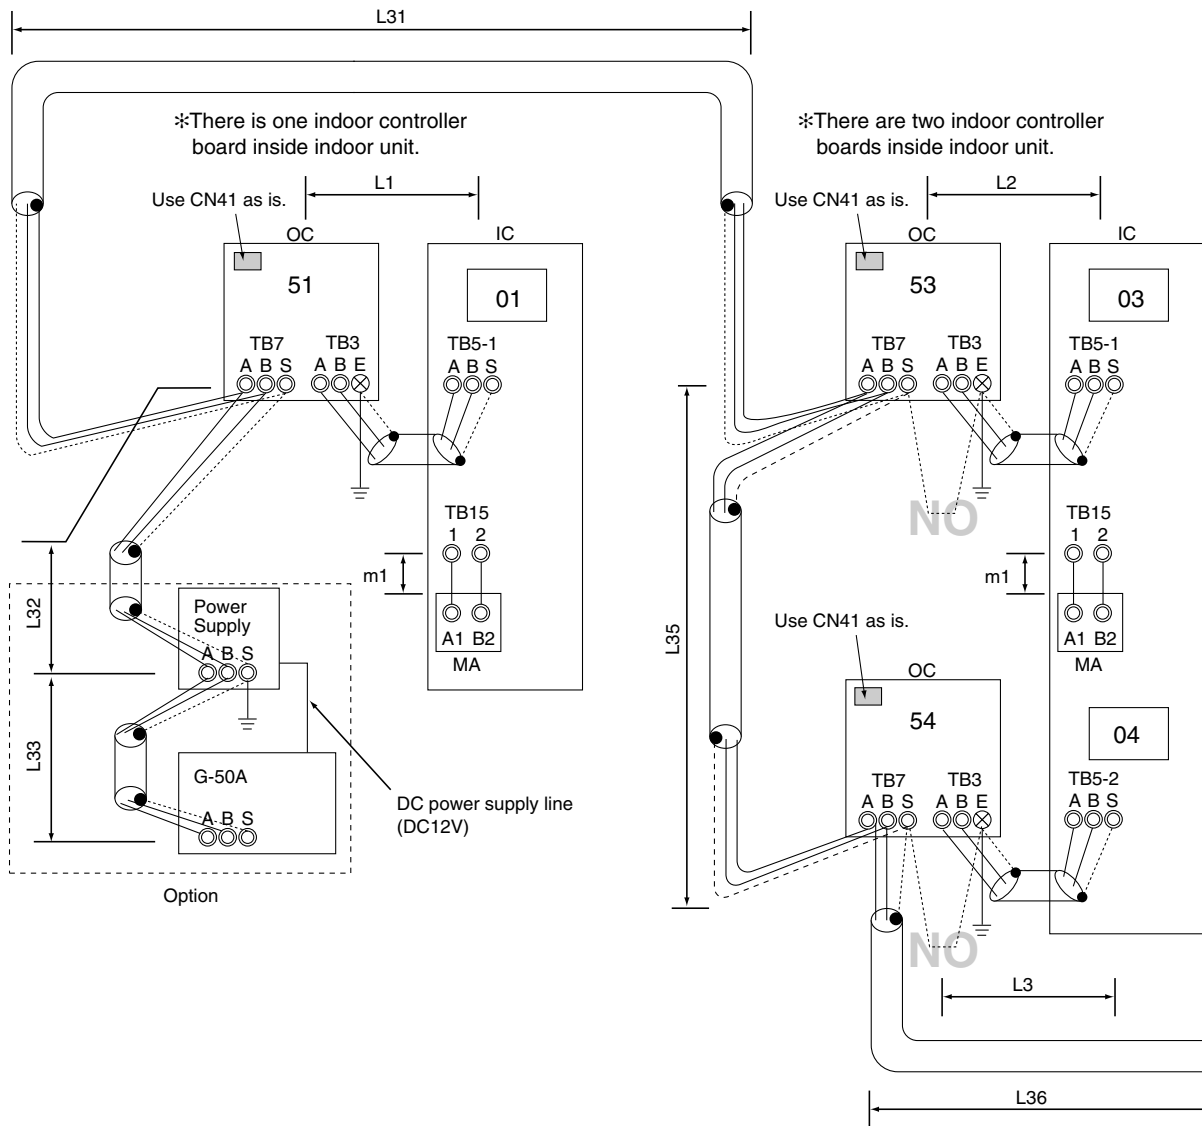 L31
✻There is one indoor controller
board inside indoor unit.
✻There are two indoor controller
boards inside indoor unit.
L1
L2
Use CN41 as is.
OC
IC
Use CN41 as is.
OC
IC
51
01
53
03
TB7
TB3
TB5-1
TB7
TB3
TB5-1
A B S
A B E
A B S
A B S
A B E
A B S
NO
TB15
1 2
m1
A1 B2
MA
TB15
1 2
m1
A1 B2
MA
L32
Power
Supply
A B S
L33
G-50A
A B S
DC power supply line
(DC12V)
Option
L35
Use CN41 as is.
OC
54
04
TB7
TB3
TB5-2
A B S
A B E
A B S
NO
L3
L36